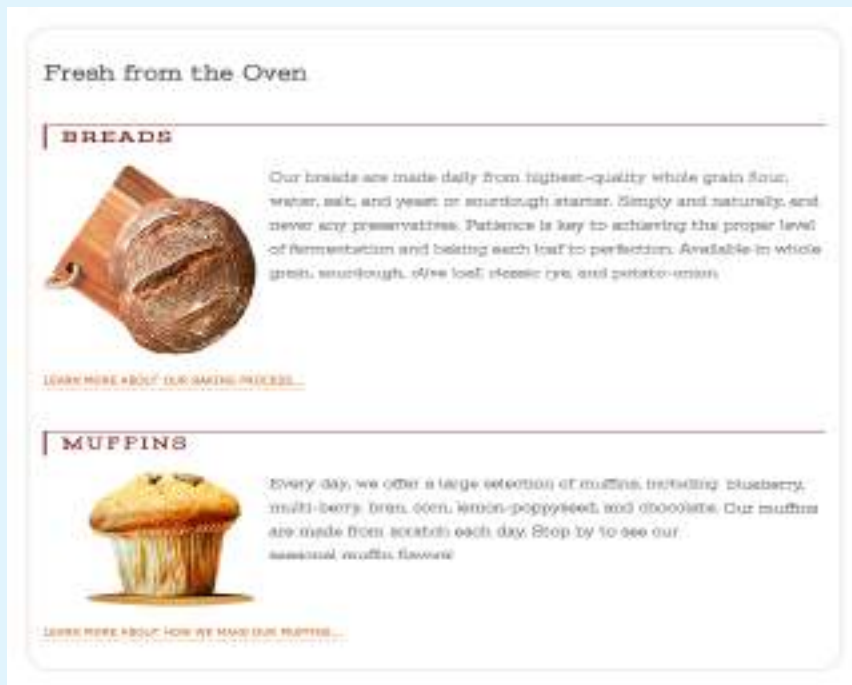 Fresh from the Oven
BREADS
Our breads are made daily from highest-quality whole grain flour,
water, salt, and yeast or sourdough starter. Simply and naturally, and
never any preservatives. Patience is key to achieving the proper level
of fermentation and baking each loaf to perfection. Available in whole
grain, sourdough, olive loaf, classic rye, and potato-onion.
LEARN MORE ABOUT OUR BAKING PROCESS...
MUFFINS
Every day, we offer a large selection of muffins, including blueberry,
multi-berry, bran, corn, lemon-poppyseed, and chocolate. Our muffins
are made from scratch each day. Stop by to see our
seasonal muffin flavors!
LEARN MORE ABOUT HOW WE MAKE OUR MUFFINS...